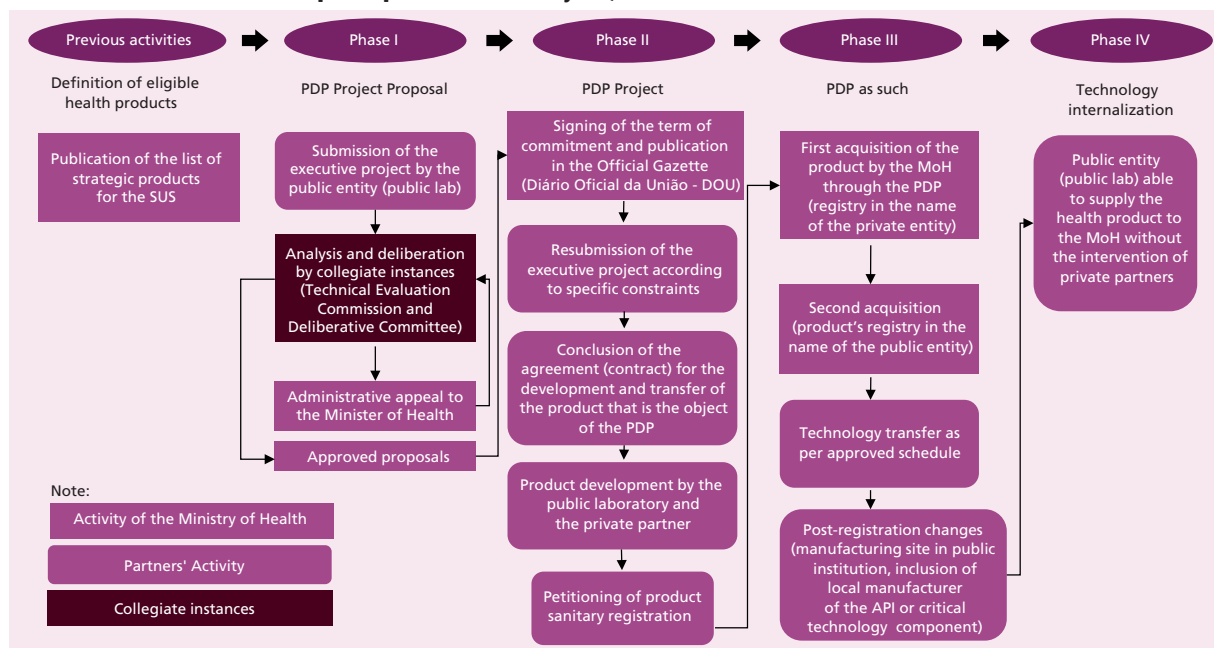 Previous activities
Phase I
Phase II
Phase III
Phase IV
Definition of eligible
health products
PDP Project Proposal
PDP Project
PDP as such
Technology
internalization
Publication of the list of
strategic products
for the SUS
Submission of the
executive project by the
public entity (public lab)
Analysis and deliberation
by collegiate instances
(Technical Evaluation
Commission and
Deliberative Committee)
Administrative appeal to
the Minister of Health
Approved proposals
Signing of the term of
commitment and publication
in the Official Gazette
(Diário Oficial da União - DOU)
Resubmission of the
executive project according
to specific constraints
Conclusion of the
agreement (contract) for the
development and transfer of
the product that is the object
of the PDP
Product development by the
public laboratory and
the private partner
Petitioning of product
sanitary registration
First acquisition of the
product by the MoH
through the PDP
(registry in the name
of the private entity)
Second acquisition
(product's registry in the
name of the public entity)
Technology transfer as
per approved schedule
Post-registration changes
(manufacturing site in public
institution, inclusion of
local manufacturer
of the API or critical
technology component)
Public entity
(public lab) able
to supply the
health product to
the MoH without
the intervention of
private partners
Note:
Activity of the Ministry of Health
Partners' Activity
Collegiate instances